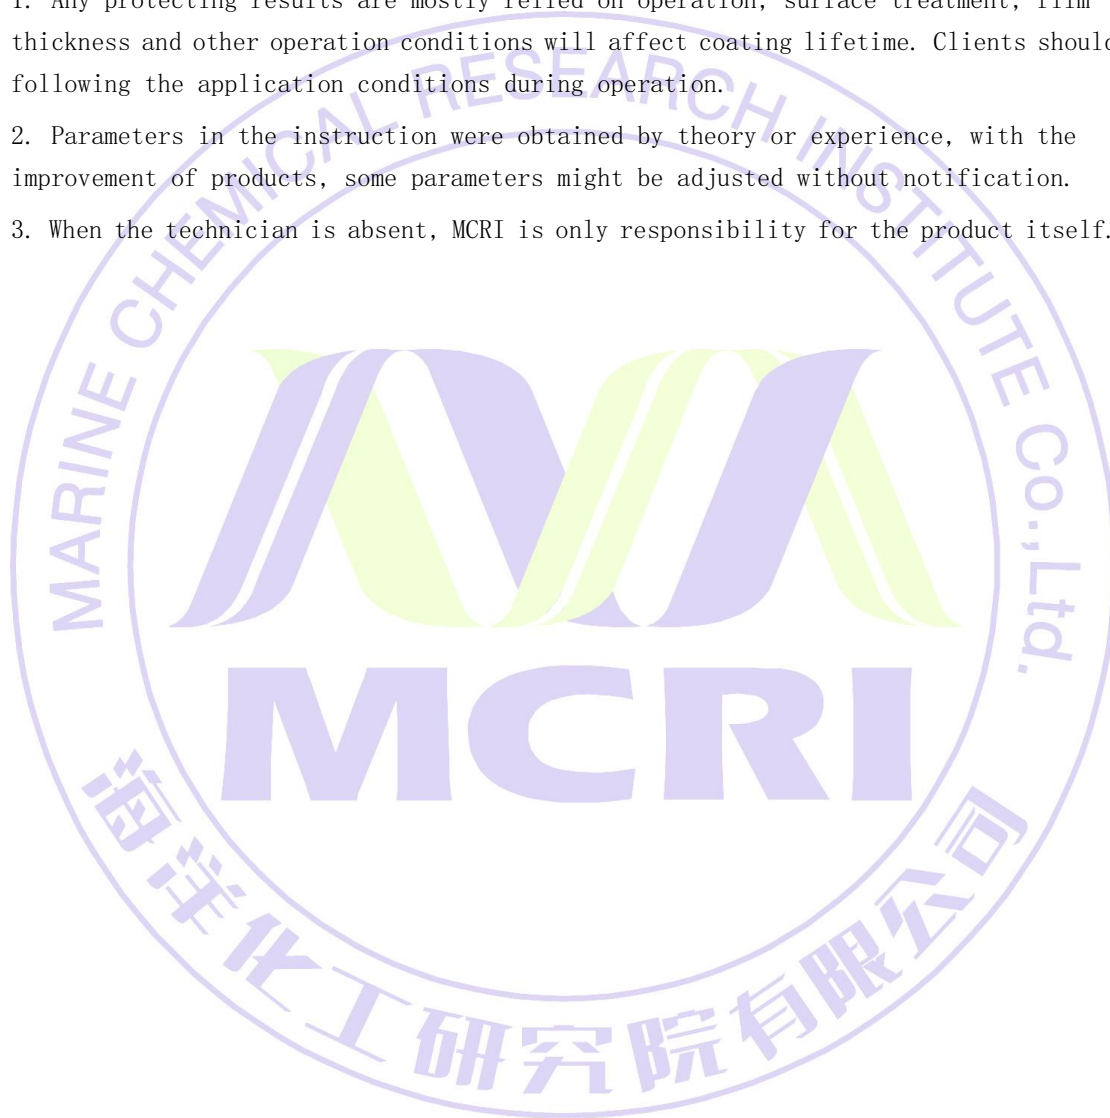 1. Any protecting results are mostly relied on operation, surface treatment, film
thickness and other operation conditions will affect coating lifetime. Clients should
following the application conditions during operation.
2. Parameters in the instruction were obtained by theory or experience, with the
improvement of products, some parameters might be adjusted without notification.
3. When the technician is absent, MCRI is only responsibility for the product itself.
MARINE CHEMICAL RESEARCH INSTITUTE Co.,Ltd.
MCRI
海洋化工研究院有限公司